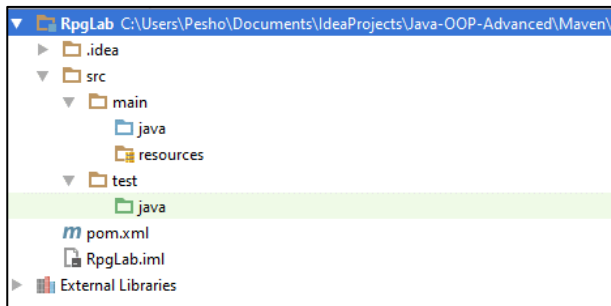 RpgLab C:\Users\Pesho\Documents\IdeaProjects\Java-OOP-Advanced\Maven\
.idea
src
main
java
resources
test
java
m pom.xml
RpgLab.iml
External Libraries